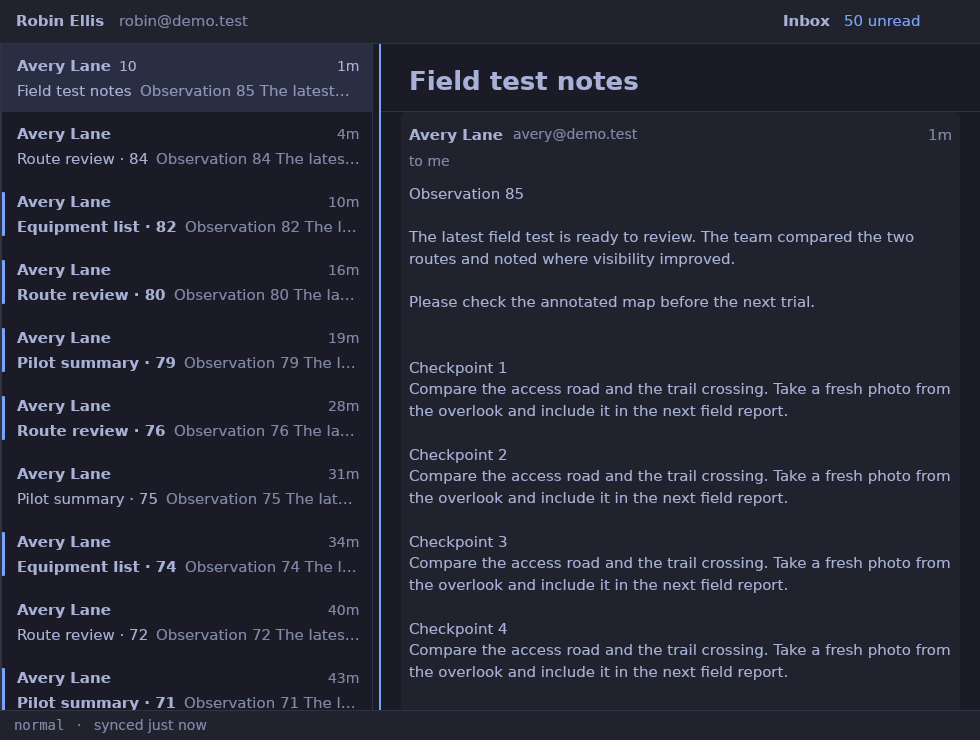 Robin Ellis robin@demo.test
Inbox 50 unread
Avery Lane 10 1m
Field test notes Observation 85 The latest…
Avery Lane 4m
Route review · 84 Observation 84 The lates…
Avery Lane 10m
Equipment list · 82 Observation 82 The l…
Avery Lane 16m
Route review · 80 Observation 80 The la…
Avery Lane 19m
Pilot summary · 79 Observation 79 The l…
Avery Lane 28m
Route review · 76 Observation 76 The la…
Avery Lane 31m
Pilot summary · 75 Observation 75 The lat…
Avery Lane 34m
Equipment list · 74 Observation 74 The l…
Avery Lane 40m
Route review · 72 Observation 72 The lates…
Avery Lane 43m
Pilot summary · 71 Observation 71 The l…
Field test notes
Avery Lane avery@demo.test 1m
to me
Observation 85
The latest field test is ready to review. The team compared the two
routes and noted where visibility improved.
Please check the annotated map before the next trial.
Checkpoint 1
Compare the access road and the trail crossing. Take a fresh photo from
the overlook and include it in the next field report.
Checkpoint 2
Compare the access road and the trail crossing. Take a fresh photo from
the overlook and include it in the next field report.
Checkpoint 3
Compare the access road and the trail crossing. Take a fresh photo from
the overlook and include it in the next field report.
Checkpoint 4
Compare the access road and the trail crossing. Take a fresh photo from
the overlook and include it in the next field report.
normal · synced just now